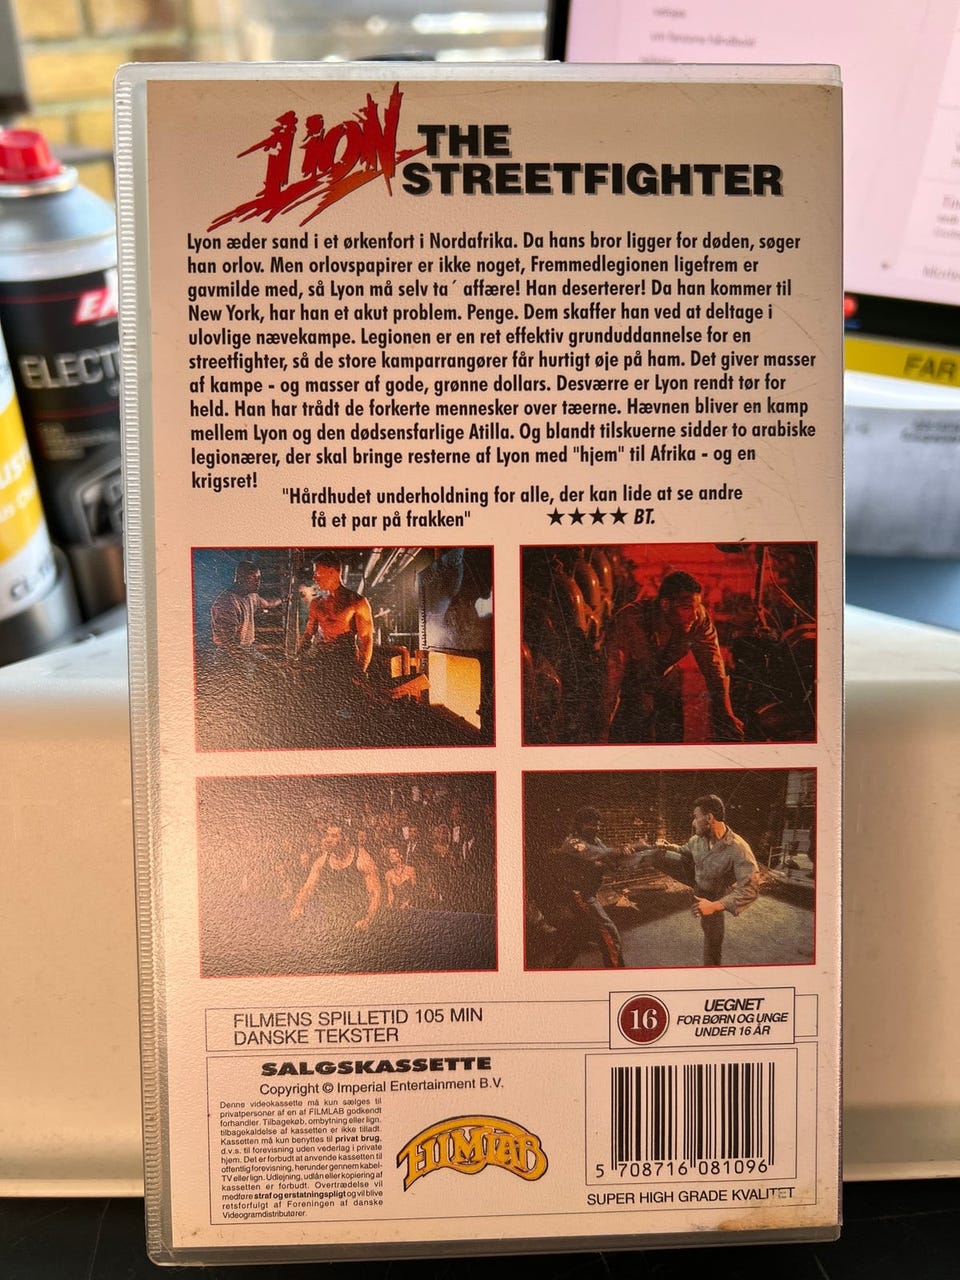 LION THE
STREETFIGHTER
Lyon æder sand i et ørkenfort i Nordafrika. Da hans bror ligger for døden, søger
han orlov. Men orlovspapirer er ikke noget, Fremmedlegionen ligefrem er
gavmilde med, så Lyon må selv ta´ affære! Han deserterer! Da han kommer til
New York, har han et akut problem. Penge. Dem skaffer han ved at deltage i
ulovlige nævekampe. Legionen er en ret effektiv grunduddannelse for en
streetfighter, så de store kamparrangører får hurtigt øje på ham. Det giver masser
af kampe - og masser af gode, grønne dollars. Desværre er Lyon rendt tør for
held. Han har trådt de forkerte mennesker over tæerne. Hævnen bliver en kamp
mellem Lyon og den dødsensfarlige Atilla. Og blandt tilskuerne sidder to arabiske
legionærer, der skal bringe resterne af Lyon med "hjem" til Afrika - og en
krigsret!
"Hårdhudet underholdning for alle, der kan lide at se andre
få et par på frakken" ★★★★ BT.
FILMENS SPILLETID 105 MIN
DANSKE TEKSTER
16
UEGNET
FOR BØRN OG UNGE
UNDER 16 ÅR
SALGSKASSETTE
Copyright © Imperial Entertainment B.V.
Denne videokassette må kun sælges til
privatpersoner af en af FILMLAB godkendt
forhandler. Tilbagekøb, ombytning eller lign.
tilbagekaldelse af kassetten er ikke tilladt.
Kassetten må kun benyttes til privat brug,
d.v.s. til forevisning uden vederlag i private
hjem. Det er forbudt at anvende kassetten til
offentlig forevisning, herunder gennem kabel-
TV eller lign. Udlejning, udlån eller kopiering af
kassetten er forbudt. Overtrædelse vil
medføre straf og erstatningspligt og vil blive
retsforfulgt af Foreningen af danske
Videogramdistributører.
FILMLAB
5 708716 081096
SUPER HIGH GRADE KVALITET
ELECT
FAR